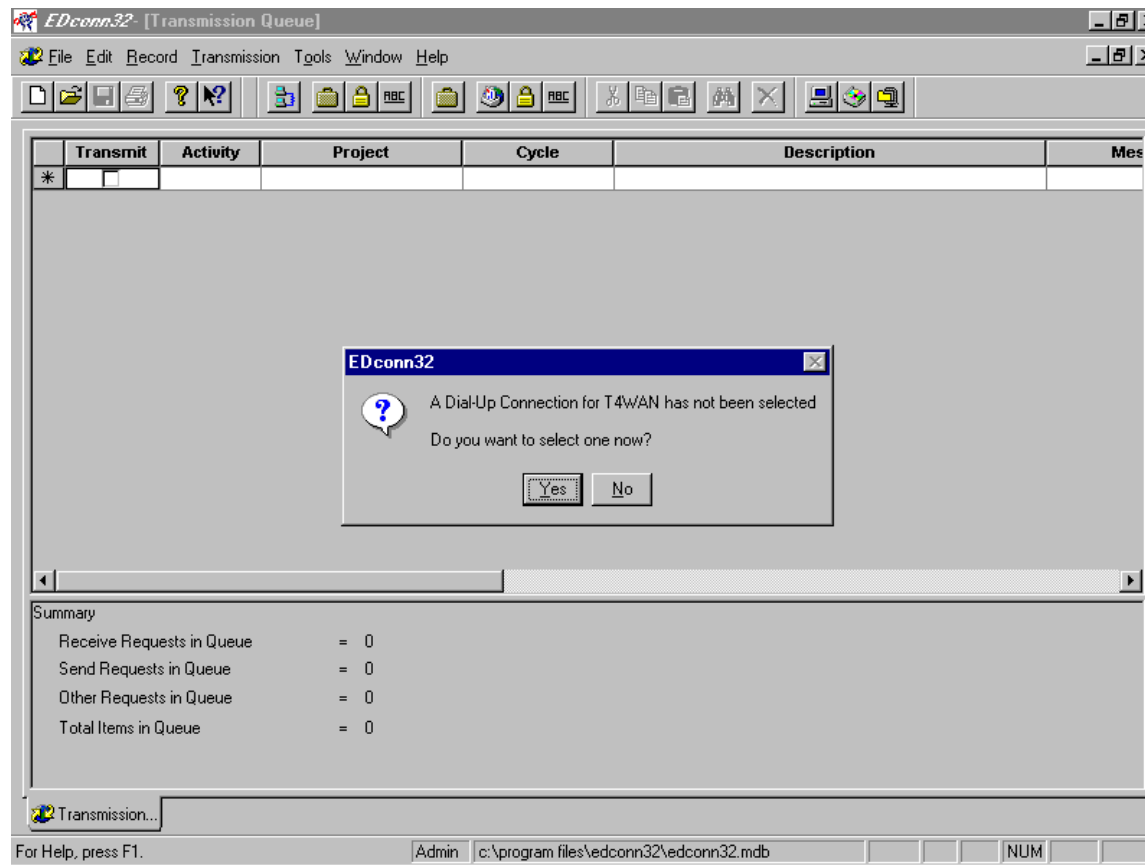 EDconn32 - [Transmission Queue]
File Edit Record Transmission Tools Window Help
ABC ABC
Transmit Activity Project Cycle Description Mes
EDconn32
A Dial-Up Connection for T4WAN has not been selected
Do you want to select one now?
Yes No
Summary
Receive Requests in Queue = 0
Send Requests in Queue = 0
Other Requests in Queue = 0
Total Items in Queue = 0
Transmission...
For Help, press F1. Admin c:\program files\edconn32\edconn32.mdb NUM